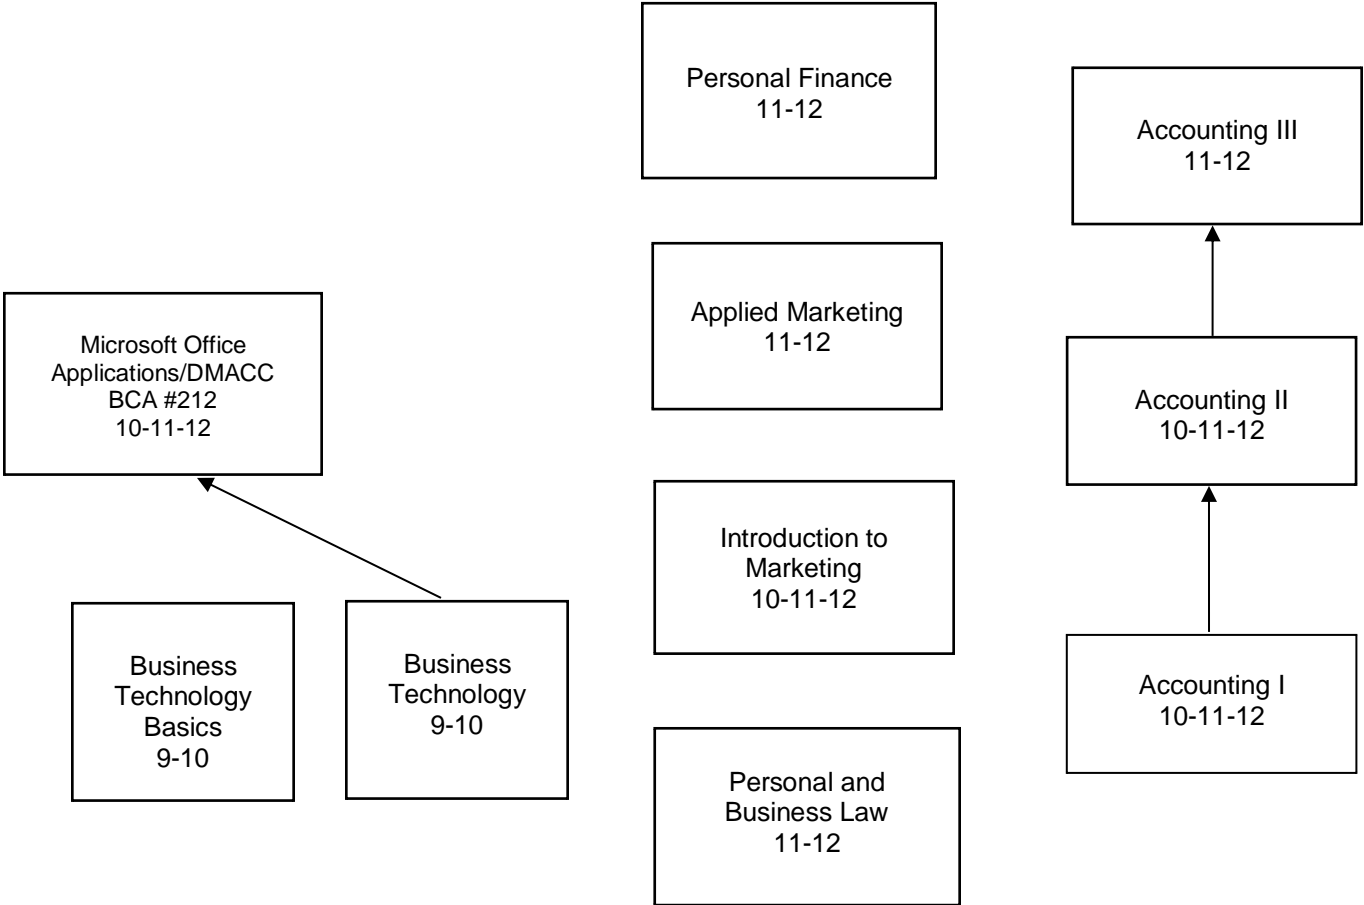 Personal Finance
11-12
Accounting III
11-12
Applied Marketing
11-12
Microsoft Office
Applications/DMACC
BCA #212
10-11-12
Accounting II
10-11-12
Introduction to
Marketing
10-11-12
Business
Technology
Basics
9-10
Business
Technology
9-10
Accounting I
10-11-12
Personal and
Business Law
11-12